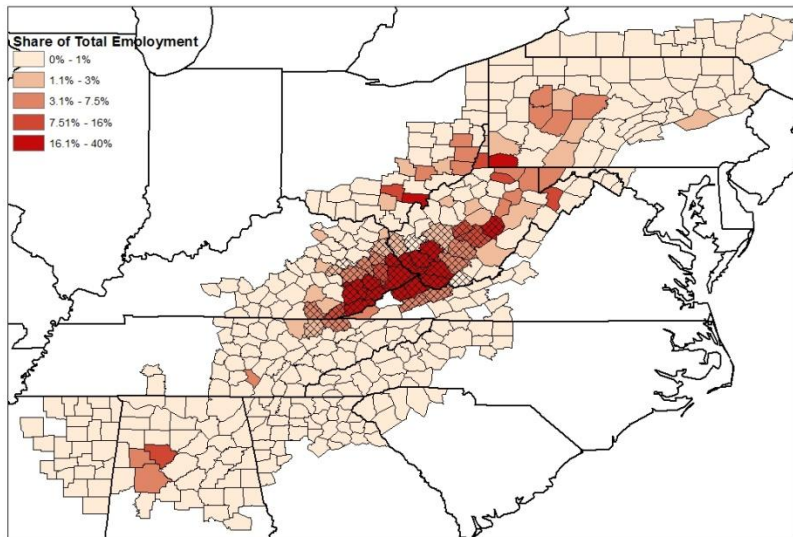 Share of Total Employment
0% - 1%
1.1% - 3%
3.1% - 7.5%
7.51% - 16%
16.1% - 40%